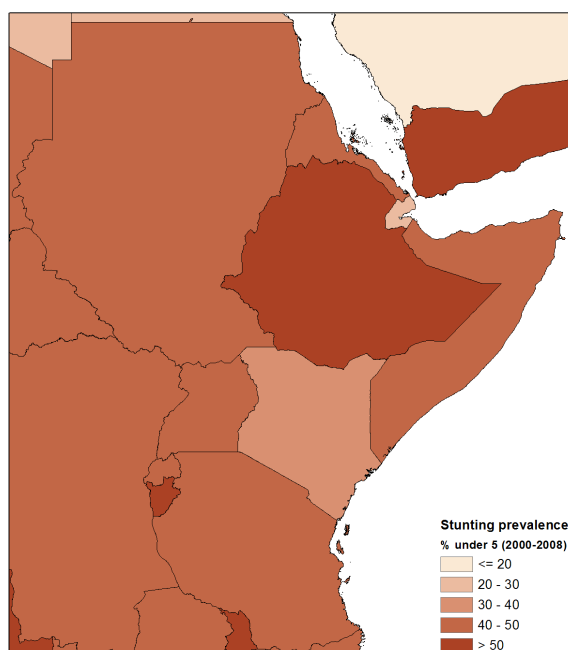 Stunting prevalence
% under 5 (2000-2008)
<= 20
20 - 30
30 - 40
40 - 50
> 50